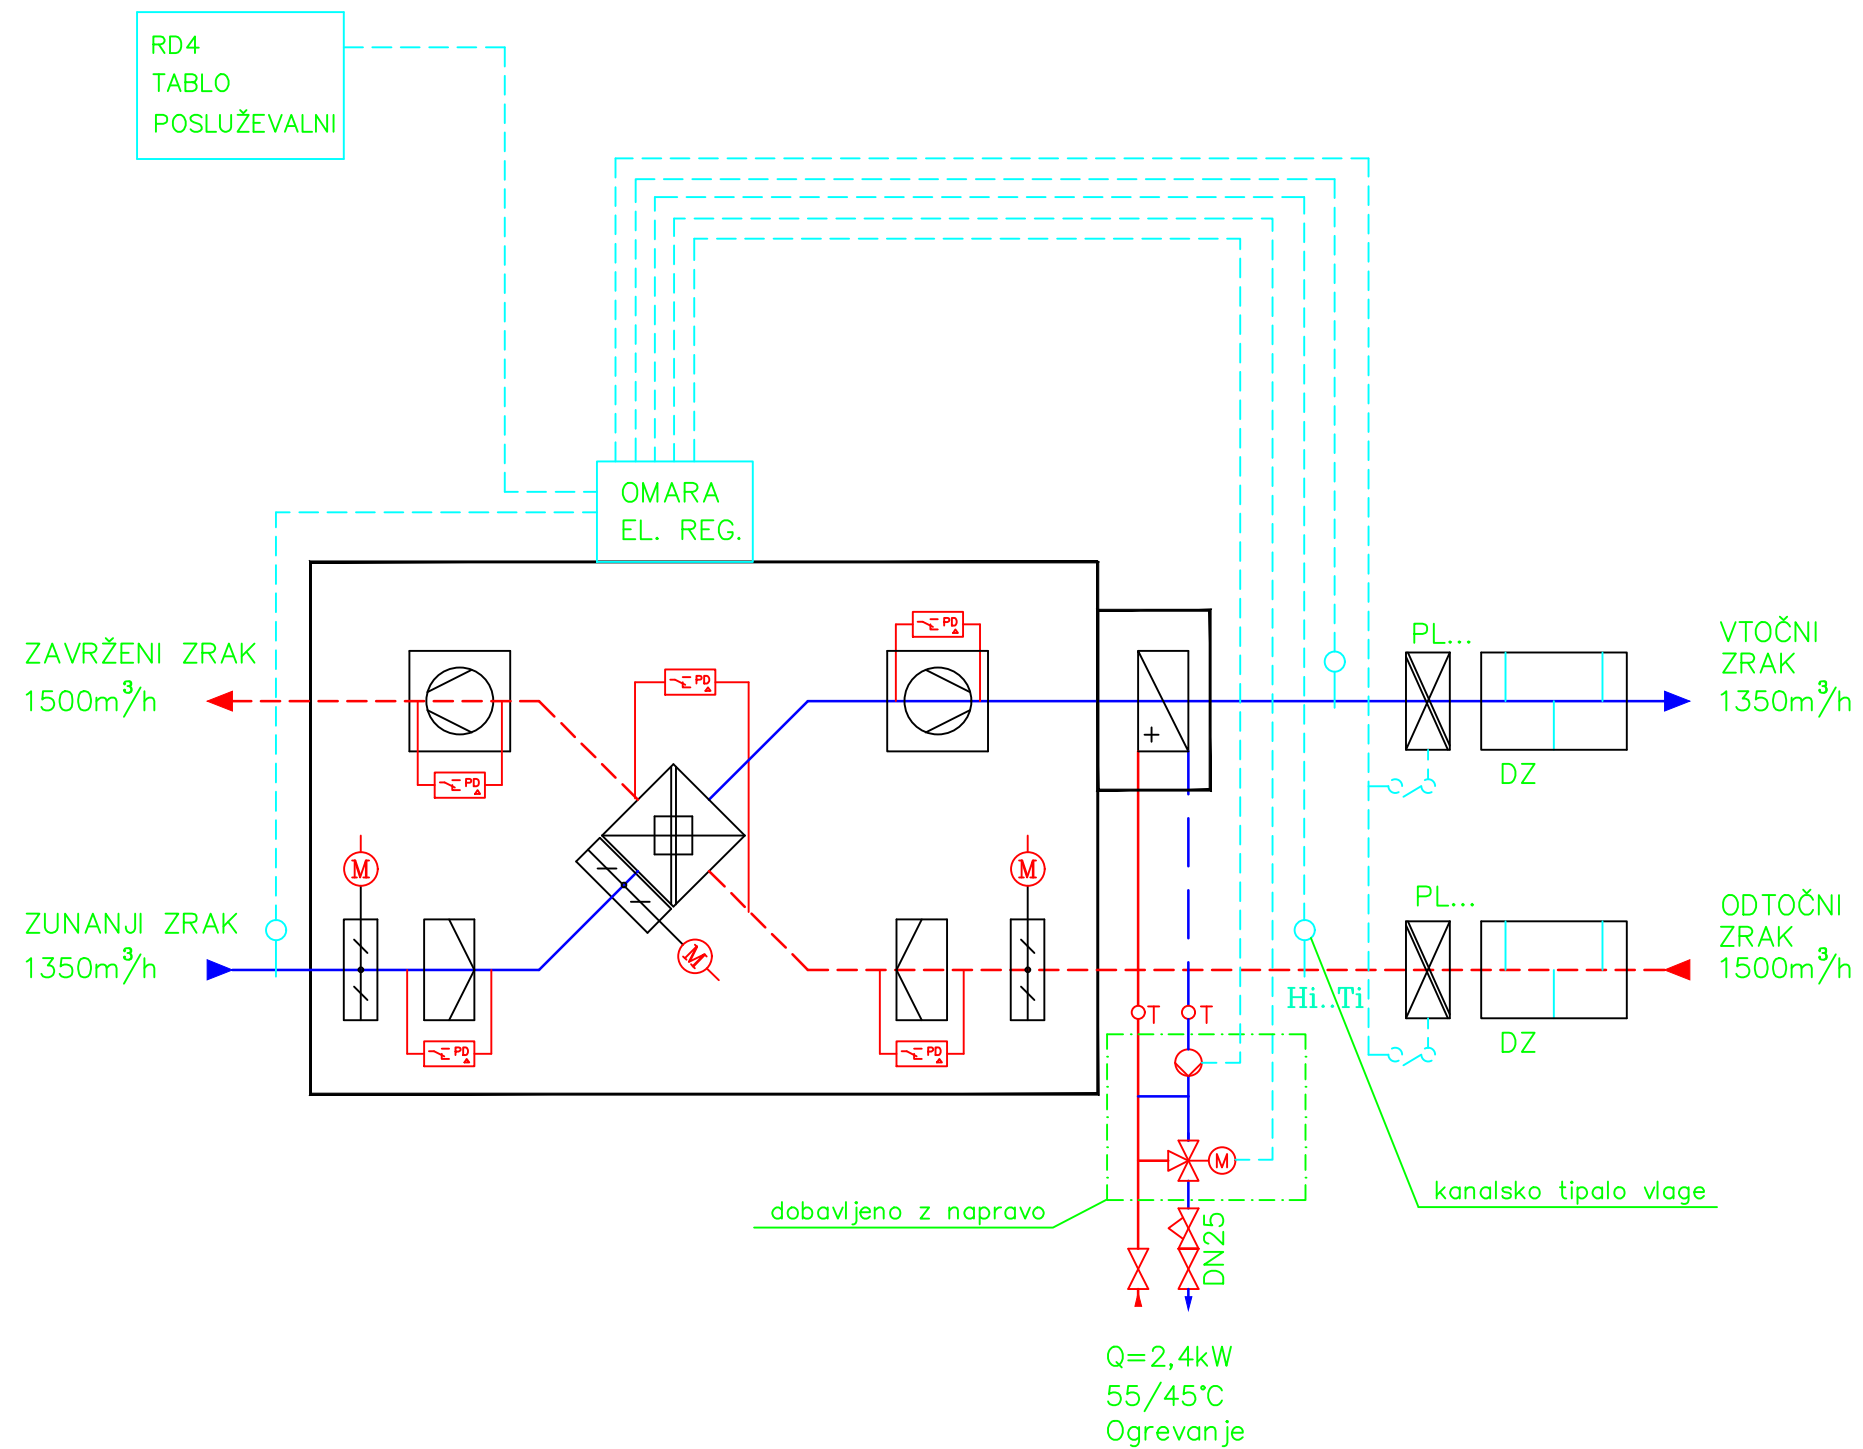 RD4
TABLO
POSLUŽEVALNI
OMARA
EL. REG.
ZAVRŽENI ZRAK
1500m³/h
PD
PD
PD
PL...
VTOČNI
ZRAK
1350m³/h
DZ
+
M
M
M
ZUNANJI ZRAK
1350m³/h
PL...
ODTOČNI
ZRAK
1500m³/h
Hi..Ti
T
T
DZ
PD
PD
M
kanalsko tipalo vlage
dobavljeno z napravo
DN25
Q=2,4kW
55/45°C
Ogrevanje